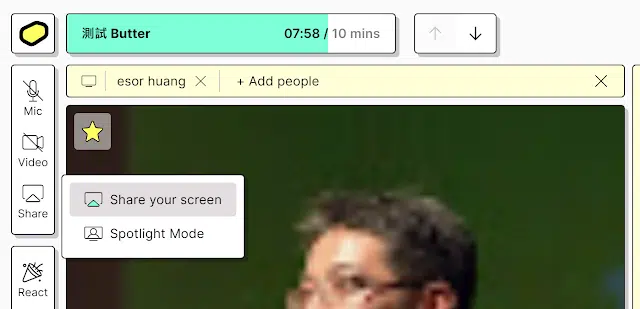 測試 Butter
07:58 / 10 mins
esor huang
+ Add people
Mic
Video
Share
Share your screen
Spotlight Mode
React